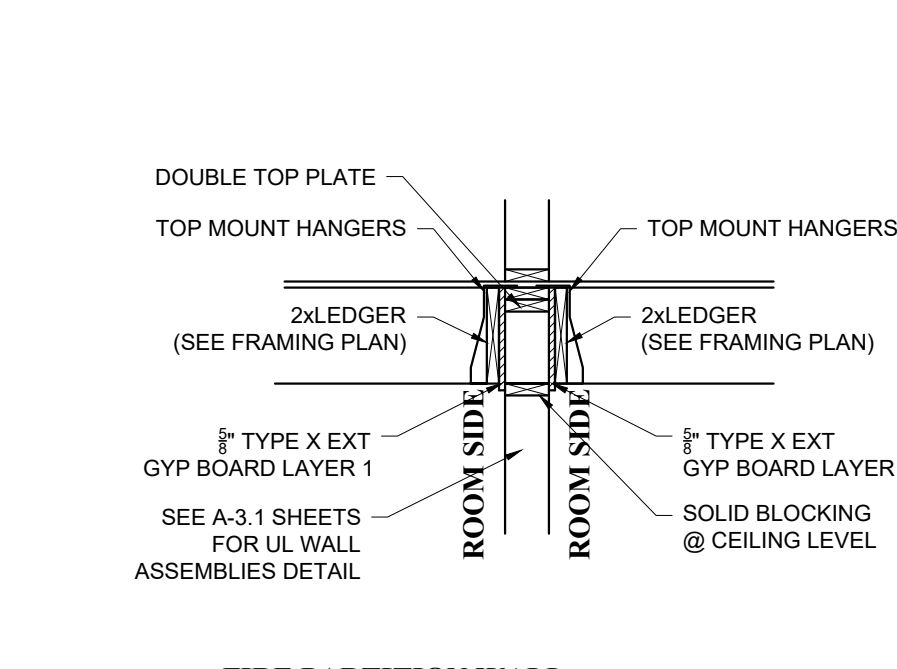 DOUBLE TOP PLATE
TOP MOUNT HANGERS
TOP MOUNT HANGERS
2xLEDGER
(SEE FRAMING PLAN)
2xLEDGER
(SEE FRAMING PLAN)
5/8" TYPE X EXT
GYP BOARD LAYER 1
5/8" TYPE X EXT
GYP BOARD LAYER
ROOM SIDE
ROOM SIDE
SEE A-3.1 SHEETS
FOR UL WALL
ASSEMBLIES DETAIL
SOLID BLOCKING
@ CEILING LEVEL